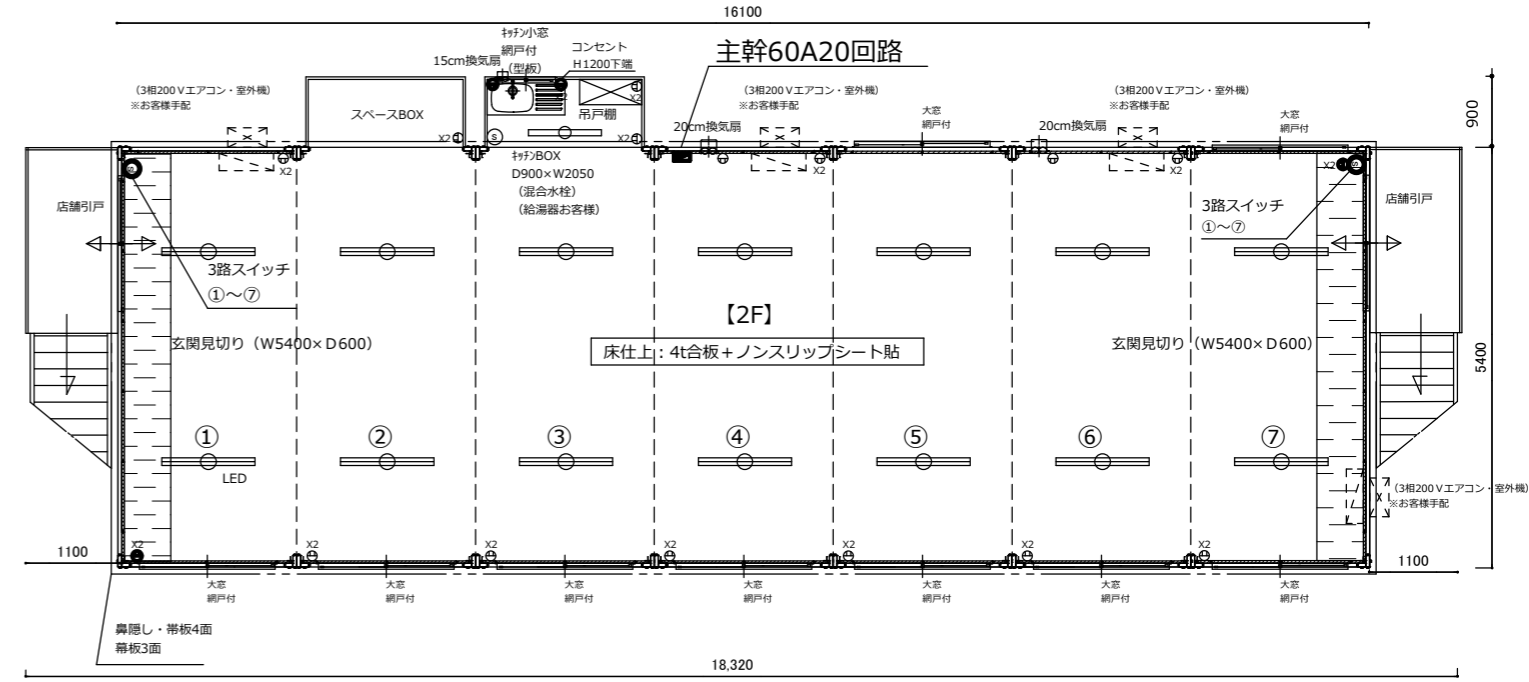 16100
キッチン小窓
網戸付
(型板)
コンセント
H1200下端
15cm換気扇
主幹60A20回路
(3相200Vエアコン・室外機)
※お客様手配
スペースBOX
X2
吊戸棚
X2
X2
X2
S
(3相200Vエアコン・室外機)
※お客様手配
(3相200Vエアコン・室外機)
※お客様手配
大窓
網戸付
大窓
網戸付
20cm換気扇
20cm換気扇
900
キッチンBOX
D900×W2050
(混合水栓)
(給湯器お客様)
X2
X2
X2
X2
店舗引戸
店舗引戸
3路スイッチ
①～⑦
3路スイッチ
①～⑦
【2F】
床仕上:4t合板+ノンスリップシート貼
玄関見切り(W5400×D600)
玄関見切り(W5400×D600)
5400
①
②
③
④
⑤
⑥
⑦
LED
(3相200Vエアコン・室外機)
※お客様手配
X2
X2
X2
X2
X2
X2
X2
1100
1100
大窓
網戸付
大窓
網戸付
大窓
網戸付
大窓
網戸付
大窓
網戸付
大窓
網戸付
大窓
網戸付
鼻隠し・帯板4面
幕板3面
18,320